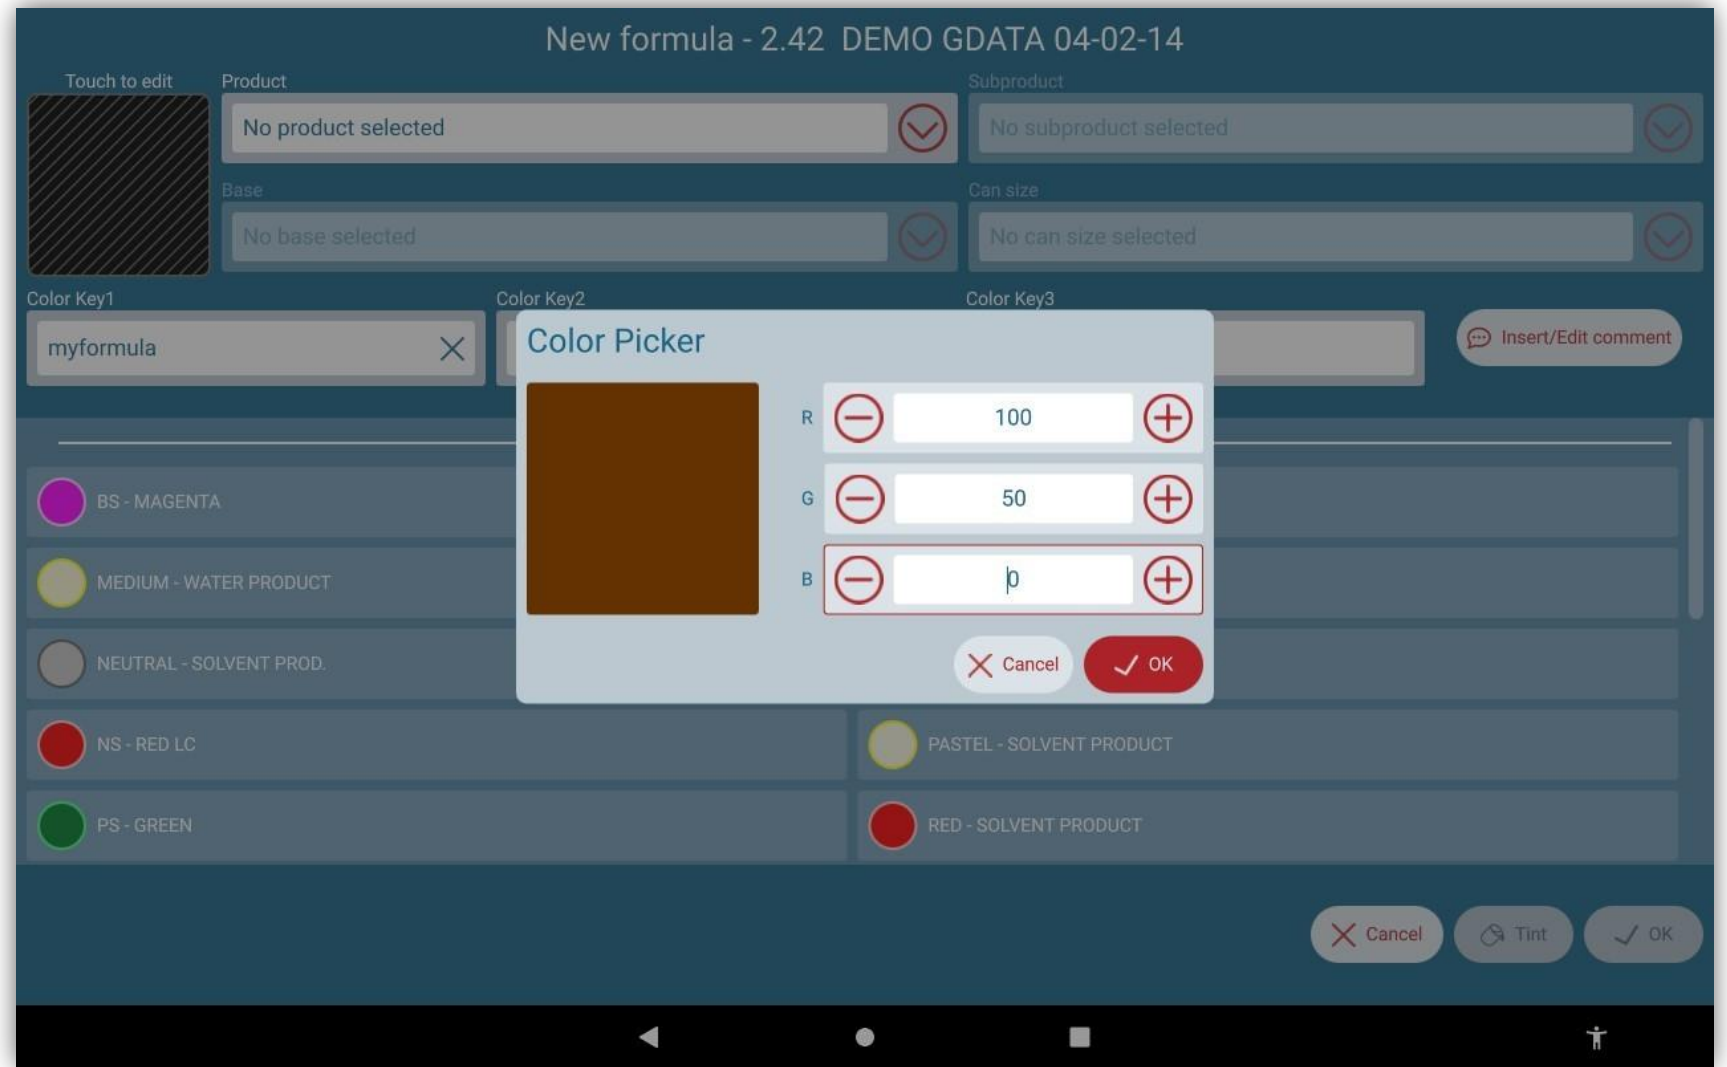 New formula - 2.42 DEMO GDATA 04-02-14
Touch to edit
Product
Subproduct
No product selected
No subproduct selected
Base
Can size
No base selected
No can size selected
Color Key1
Color Key2
Color Key3
myformula
Insert/Edit comment
Color Picker
R
100
G
50
B
0
Cancel
OK
BS - MAGENTA
MEDIUM - WATER PRODUCT
NEUTRAL - SOLVENT PROD.
NS - RED LC
PASTEL - SOLVENT PRODUCT
PS - GREEN
RED - SOLVENT PRODUCT
Cancel
Tint
OK